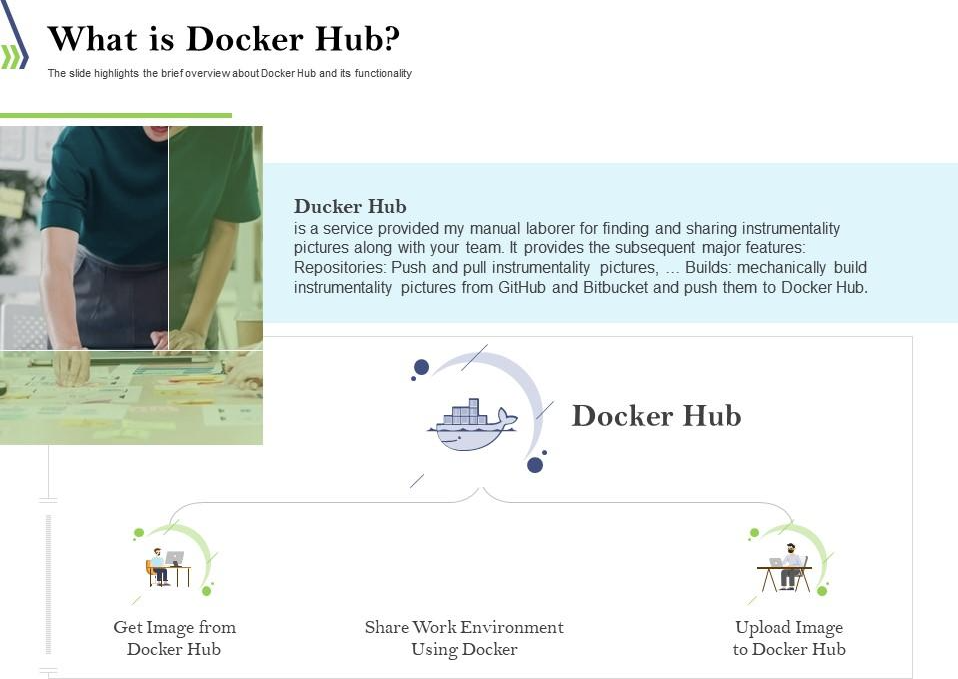 What is Docker Hub?
The slide highlights the brief overview about Docker Hub and its functionality
Ducker Hub
is a service provided my manual laborer for finding and sharing instrumentality
pictures along with your team. It provides the subsequent major features:
Repositories: Push and pull instrumentality pictures, … Builds: mechanically build
instrumentality pictures from GitHub and Bitbucket and push them to Docker Hub.
Docker Hub
Get Image from
Docker Hub
Share Work Environment
Using Docker
Upload Image
to Docker Hub